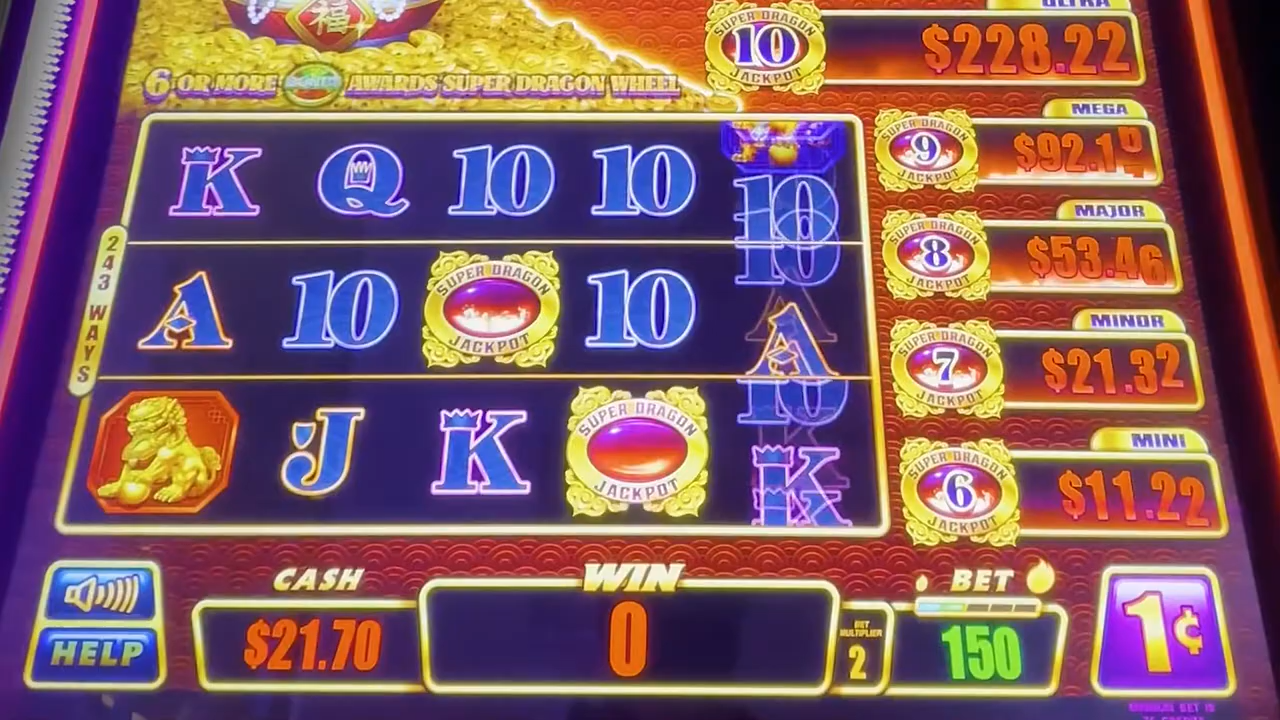 ULTRA
福
SUPER DRAGON
10
JACKPOT
$228.22
6 OR MORE AWARDS SUPER DRAGON WHEEL
MEGA
SUPER DRAGON
9
JACKPOT
K Q 10 10 10
10
MAJOR
SUPER DRAGON
8
JACKPOT
$53.46
243 WAYS
A 10 SUPER DRAGON JACKPOT 10 A
10
MINOR
SUPER DRAGON
7
JACKPOT
$21.32
J K SUPER DRAGON JACKPOT K
MINI
SUPER DRAGON
6
JACKPOT
$11.22
HELP
CASH
$21.70
WIN
0
BET MULTIPLIER
2
BET
150
1¢